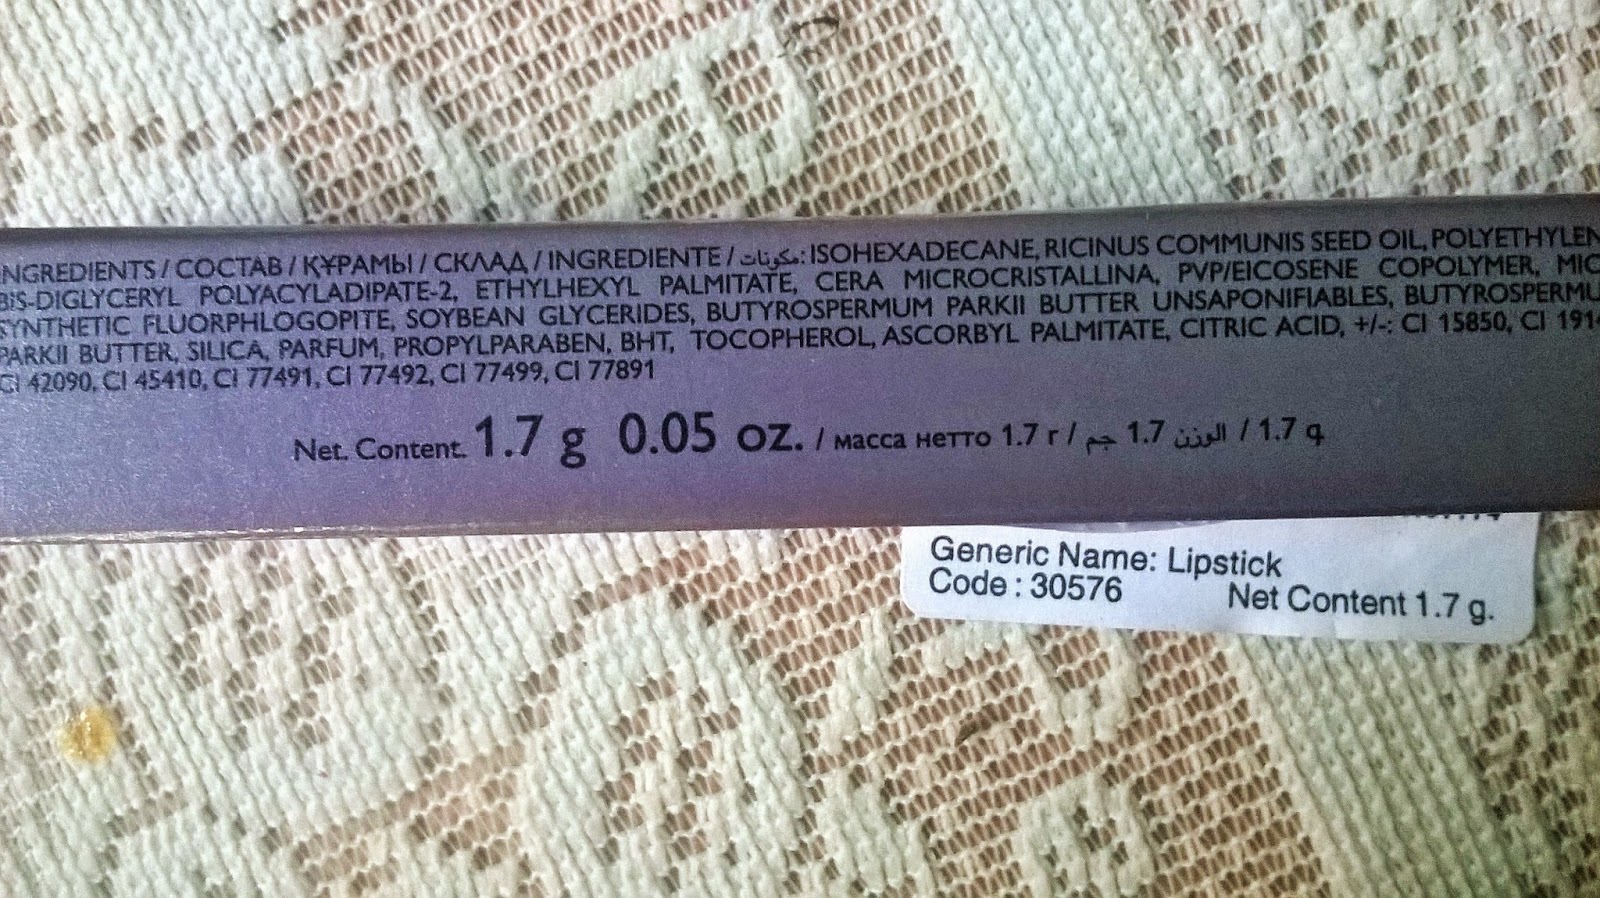 INGREDIENTS / СОСТАВ / ҚҰРАМЫ / СКЛАД / INGREDIENTE / مكونات: ISOHEXADECANE, RICINUS COMMUNIS SEED OIL, POLYETHYLEN
BIS-DIGLYCERYL POLYACYLADIPATE-2, ETHYLHEXYL PALMITATE, CERA MICROCRISTALLINA, PVP/EICOSENE COPOLYMER, MIC
SYNTHETIC FLUORPHLOGOPITE, SOYBEAN GLYCERIDES, BUTYROSPERMUM PARKII BUTTER UNSAPONIFIABLES, BUTYROSPERMU
PARKII BUTTER, SILICA, PARFUM, PROPYLPARABEN, BHT, TOCOPHEROL, ASCORBYL PALMITATE, CITRIC ACID, +/-: CI 15850, CI 1914
CI 42090, CI 45410, CI 77491, CI 77492, CI 77499, CI 77891
Net. Content. 1.7 g 0.05 oz. / масса нетто 1.7 г / الوزن 1.7 جم / 1.7 q
Generic Name: Lipstick
Code : 30576 Net Content 1.7 g.